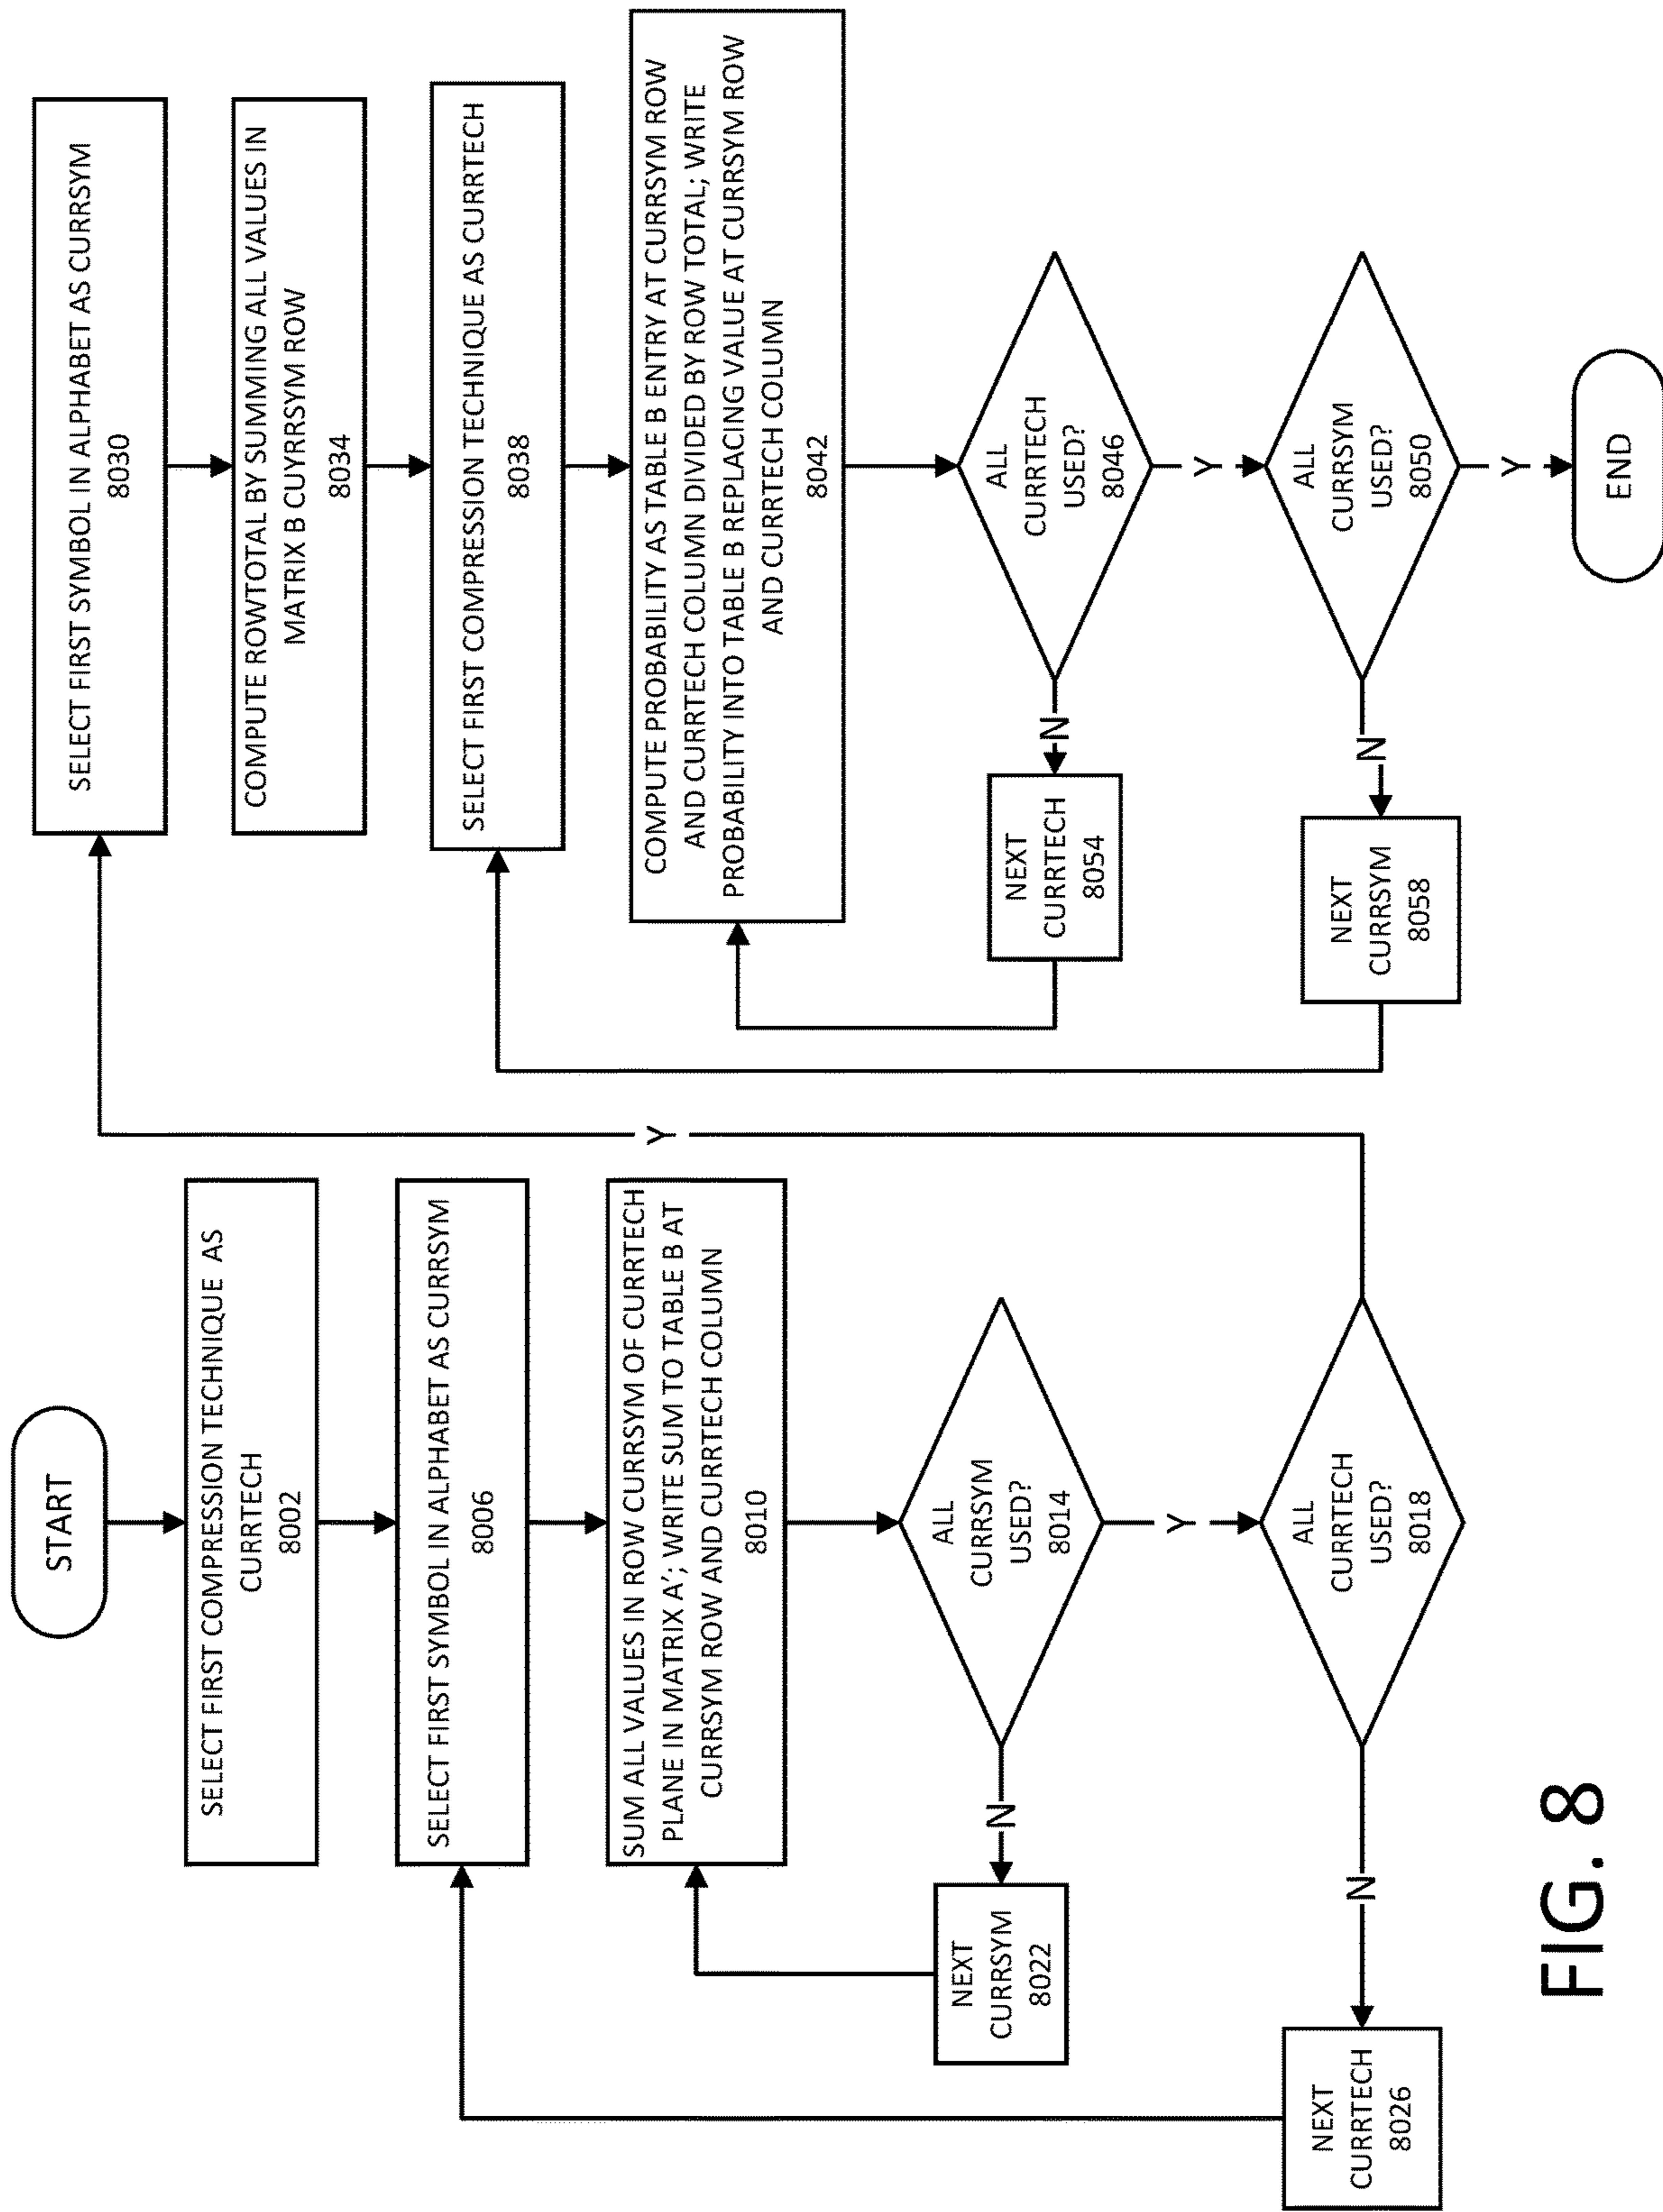 START
SELECT FIRST COMPRESSION TECHNIQUE AS
CURRTECH
8002
SELECT FIRST SYMBOL IN ALPHABET AS CURRSYM
8006
SUM ALL VALUES IN ROW CURRSYM OF CURRTECH
PLANE IN MATRIX A'; WRITE SUM TO TABLE B AT
CURRSYM ROW AND CURRTECH COLUMN
8010
ALL
CURRSYM
USED?
8014
N
NEXT
CURRSYM
8022
Y
ALL
CURRTECH
USED?
8018
N
NEXT
CURRTECH
8026
Y
SELECT FIRST SYMBOL IN ALPHABET AS CURRSYM
8030
COMPUTE ROWTOTAL BY SUMMING ALL VALUES IN
MATRIX B CUYRRSYM ROW
8034
SELECT FIRST COMPRESSION TECHNIQUE AS CURRTECH
8038
COMPUTE PROBABILITY AS TABLE B ENTRY AT CURRSYM ROW
AND CURRTECH COLUMN DIVIDED BY ROW TOTAL; WRITE
PROBABILITY INTO TABLE B REPLACING VALUE AT CURRSYM ROW
AND CURRTECH COLUMN
8042
ALL
CURRTECH
USED?
8046
N
NEXT
CURRTECH
8054
Y
ALL
CURRSYM
USED?
8050
N
NEXT
CURRSYM
8058
Y
END
FIG. 8